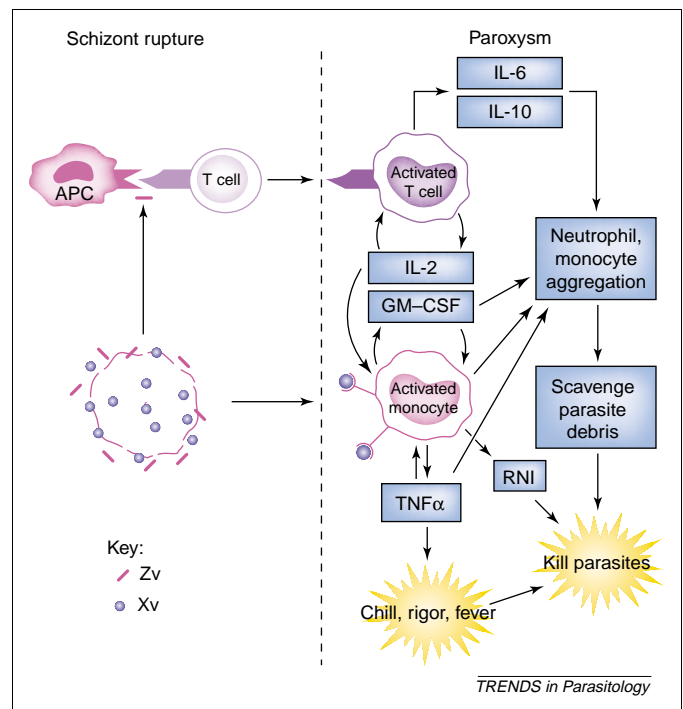 Schizont rupture
Paroxysm
IL-6
IL-10
APC
T cell
Activated
T cell
IL-2
GM–CSF
Neutrophil,
monocyte
aggregation
Activated
monocyte
Scavenge
parasite
debris
RNI
TNFα
Key:
Zv
Xv
Chill, rigor, fever
Kill parasites
TRENDS in Parasitology